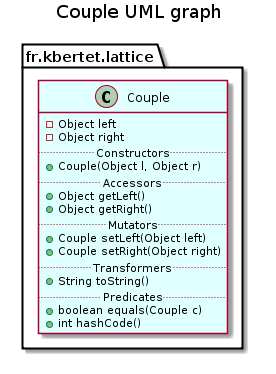 Couple UML graph
fr.kbertet.lattice
C Couple
Object left
Object right
Constructors
Couple(Object l, Object r)
Accessors
Object getLeft()
Object getRight()
Mutators
Couple setLeft(Object left)
Couple setRight(Object right)
Transformers
String toString()
Predicates
boolean equals(Couple c)
int hashCode()